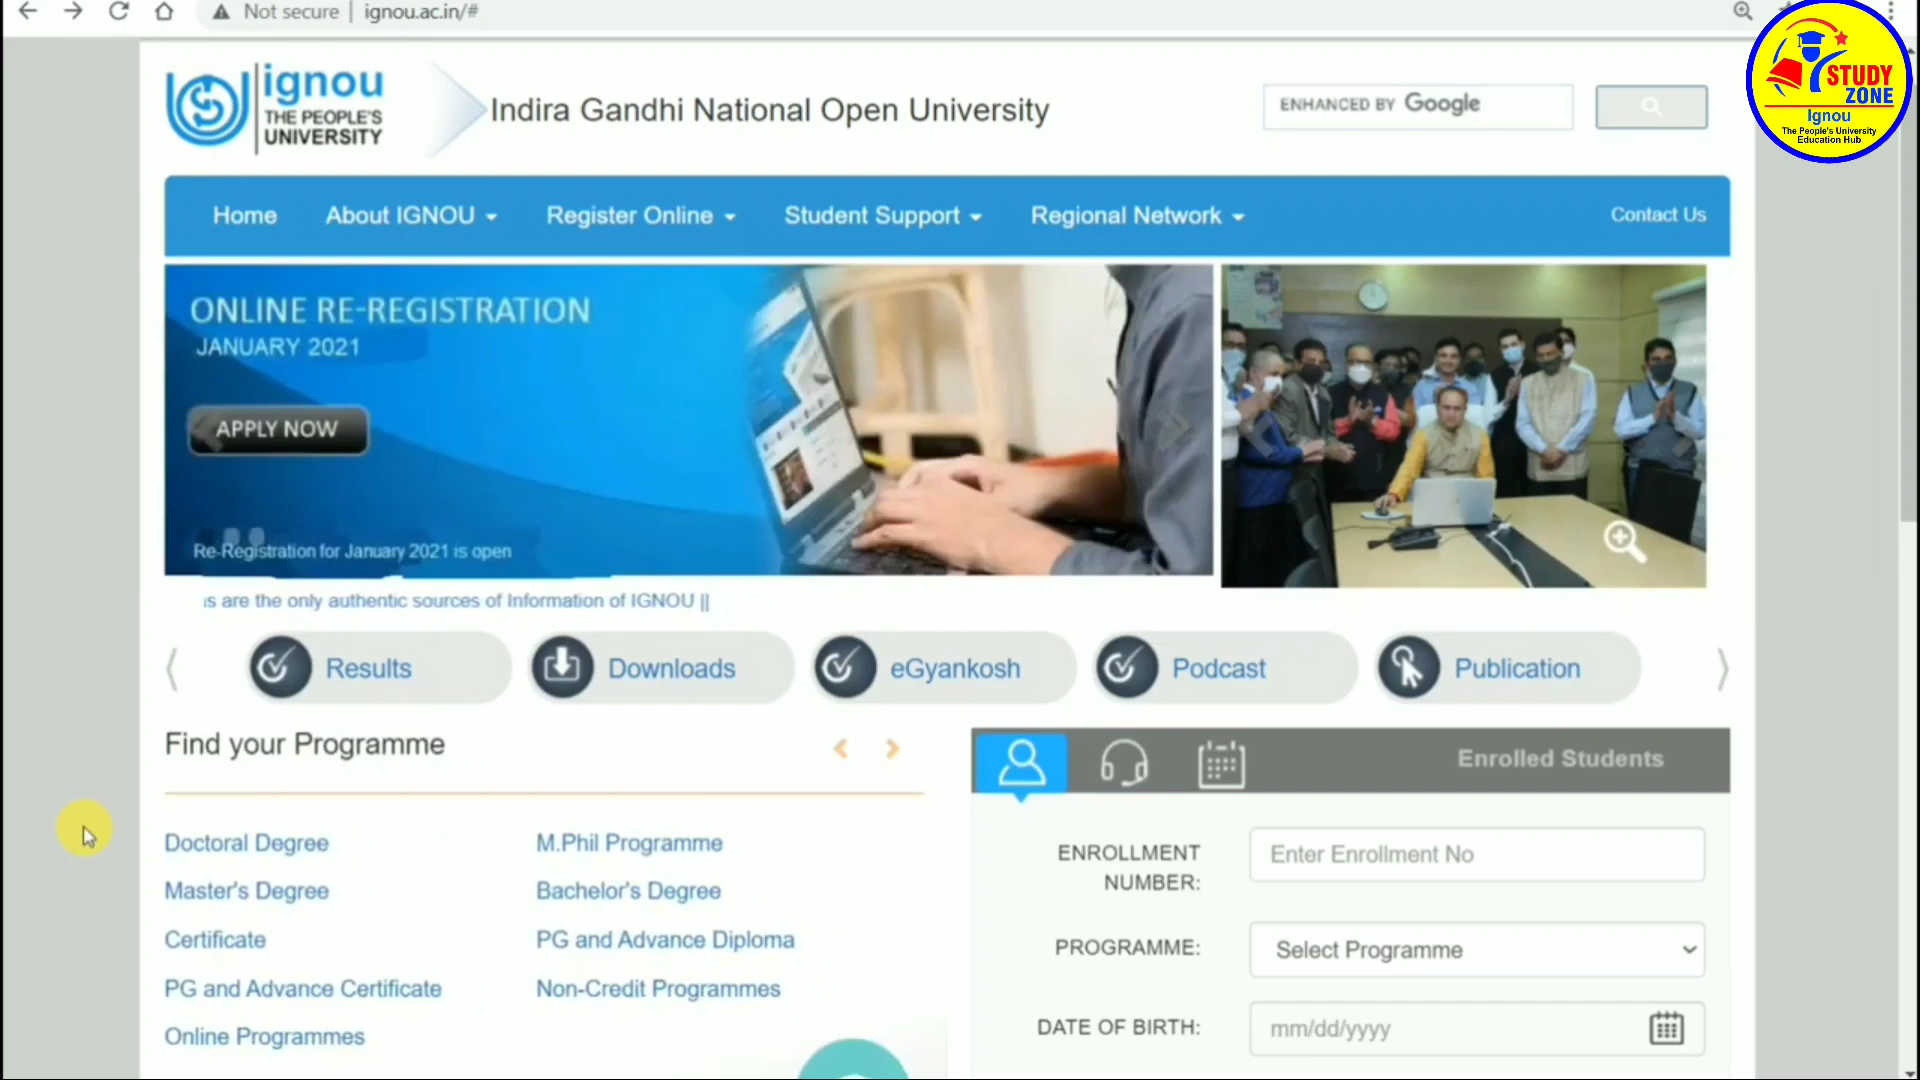 Not secure | ignou.ac.in/#
STUDY
ZONE
Ignou
The People's University
Education Hub
ignou
THE PEOPLE'S
UNIVERSITY
Indira Gandhi National Open University
ENHANCED BY Google
Home
About IGNOU
Register Online
Student Support
Regional Network
Contact Us
ONLINE RE-REGISTRATION
JANUARY 2021
APPLY NOW
Re-Registration for January 2021 is open
is are the only authentic sources of Information of IGNOU ||
Results
Downloads
eGyankosh
Podcast
Publication
Find your Programme
Doctoral Degree
M.Phil Programme
Master's Degree
Bachelor's Degree
Certificate
PG and Advance Diploma
PG and Advance Certificate
Non-Credit Programmes
Online Programmes
Enrolled Students
ENROLLMENT
NUMBER:
Enter Enrollment No
PROGRAMME:
Select Programme
DATE OF BIRTH:
mm/dd/yyyy